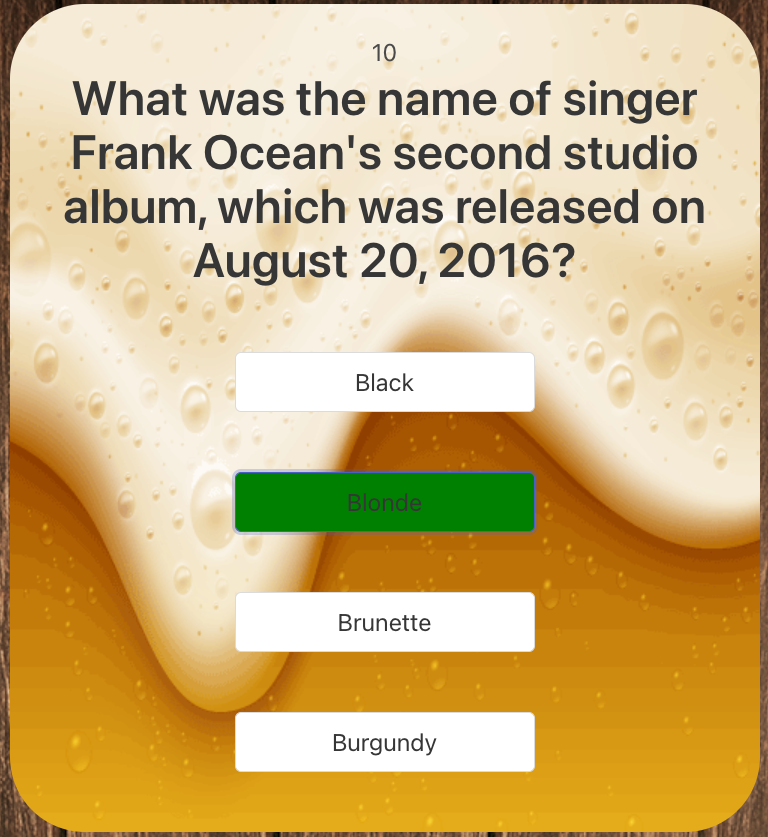 10
What was the name of singer
Frank Ocean's second studio
album, which was released on
August 20, 2016?
Black
Blonde
Brunette
Burgundy